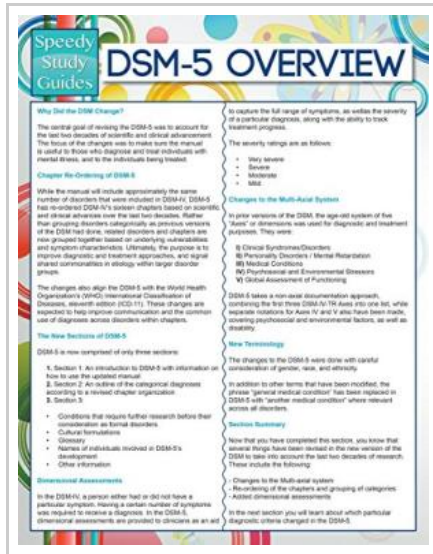 Speedy
Study
Guides
DSM-5 OVERVIEW
Why Did the DSM Change?
The central goal of revising the DSM-5 was to account for
the last two decades of scientific and clinical advancement.
The focus of the changes was to make sure the manual
is useful to those who diagnose and treat individuals with
mental illness, and to the individuals being treated.
Chapter Re-Ordering of DSM-5
While the manual will include approximately the same
number of disorders that were included in DSM-IV, DSM-5
has re-ordered DSM-IV's sixteen chapters based on scientific
and clinical advances over the last two decades. Rather
than grouping disorders categorically as previous versions
of the DSM had done, related disorders and chapters are
now grouped together based on underlying vulnerabilities
and symptom characteristics. Ultimately, the purpose is to
improve diagnostic and treatment approaches, and signal
shared commonalities in etiology within larger disorder
groups.
The changes also align the DSM-5 with the World Health
Organization's (WHO) International Classification of
Diseases, eleventh edition (ICD-11). These changes are
expected to help improve communication and the common
use of diagnoses across disorders within chapters.
The New Sections of DSM-5
DSM-5 is now comprised of only three sections:
1. Section 1: An introduction to DSM-5 with information on
how to use the updated manual.
2. Section 2: An outline of the categorical diagnoses
according to a revised chapter organization
3. Section 3:
• Conditions that require further research before their
consideration as formal disorders
• Cultural formulations
• Glossary
• Names of individuals involved in DSM-5's
development
• Other information
Dimensional Assessments
In the DSM-IV, a person either had or did not have a
particular symptom. Having a certain number of symptoms
was required to receive a diagnosis. In the DSM-5,
dimensional assessments are provided to clinicians as an aid
to capture the full range of symptoms, as wellas the severity
of a particular diagnosis, along with the ability to track
treatment progress.
The severity ratings are as follows:
• Very severe
• Severe
• Moderate
• Mild
Changes to the Multi-Axial System
In prior versions of the DSM, the age-old system of five
"Axes" or dimensions was used for diagnostic and treatment
purposes. They were:
I) Clinical Syndromes/Disorders
II) Personality Disorders / Mental Retardation
III) Medical Conditions
IV) Psychosocial and Environmental Stressors
V) Global Assessment of Functioning
DSM-5 takes a non-axial documentation approach,
combining the first three DSM-IV-TR Axes into one list, while
separate notations for Axes IV and V also have been made,
covering psychosocial and environmental factors, as well as
disability.
New Terminology
The changes to the DSM-5 were done with careful
consideration of gender, race, and ethnicity.
In addition to other terms that have been modified, the
phrase "general medical condition" has been replaced in
DSM-5 with "another medical condition" where relevant
across all disorders.
Section Summary
Now that you have completed this section, you know that
several things have been revised in the new version of the
DSM to take into account the last two decades of research.
These include the following:
- Changes to the Multi-axial system
- Re-ordering of the chapters and grouping of categories
- Added dimensional assessments
In the next section you will learn about which particular
diagnostic criteria changed in the DSM-5.